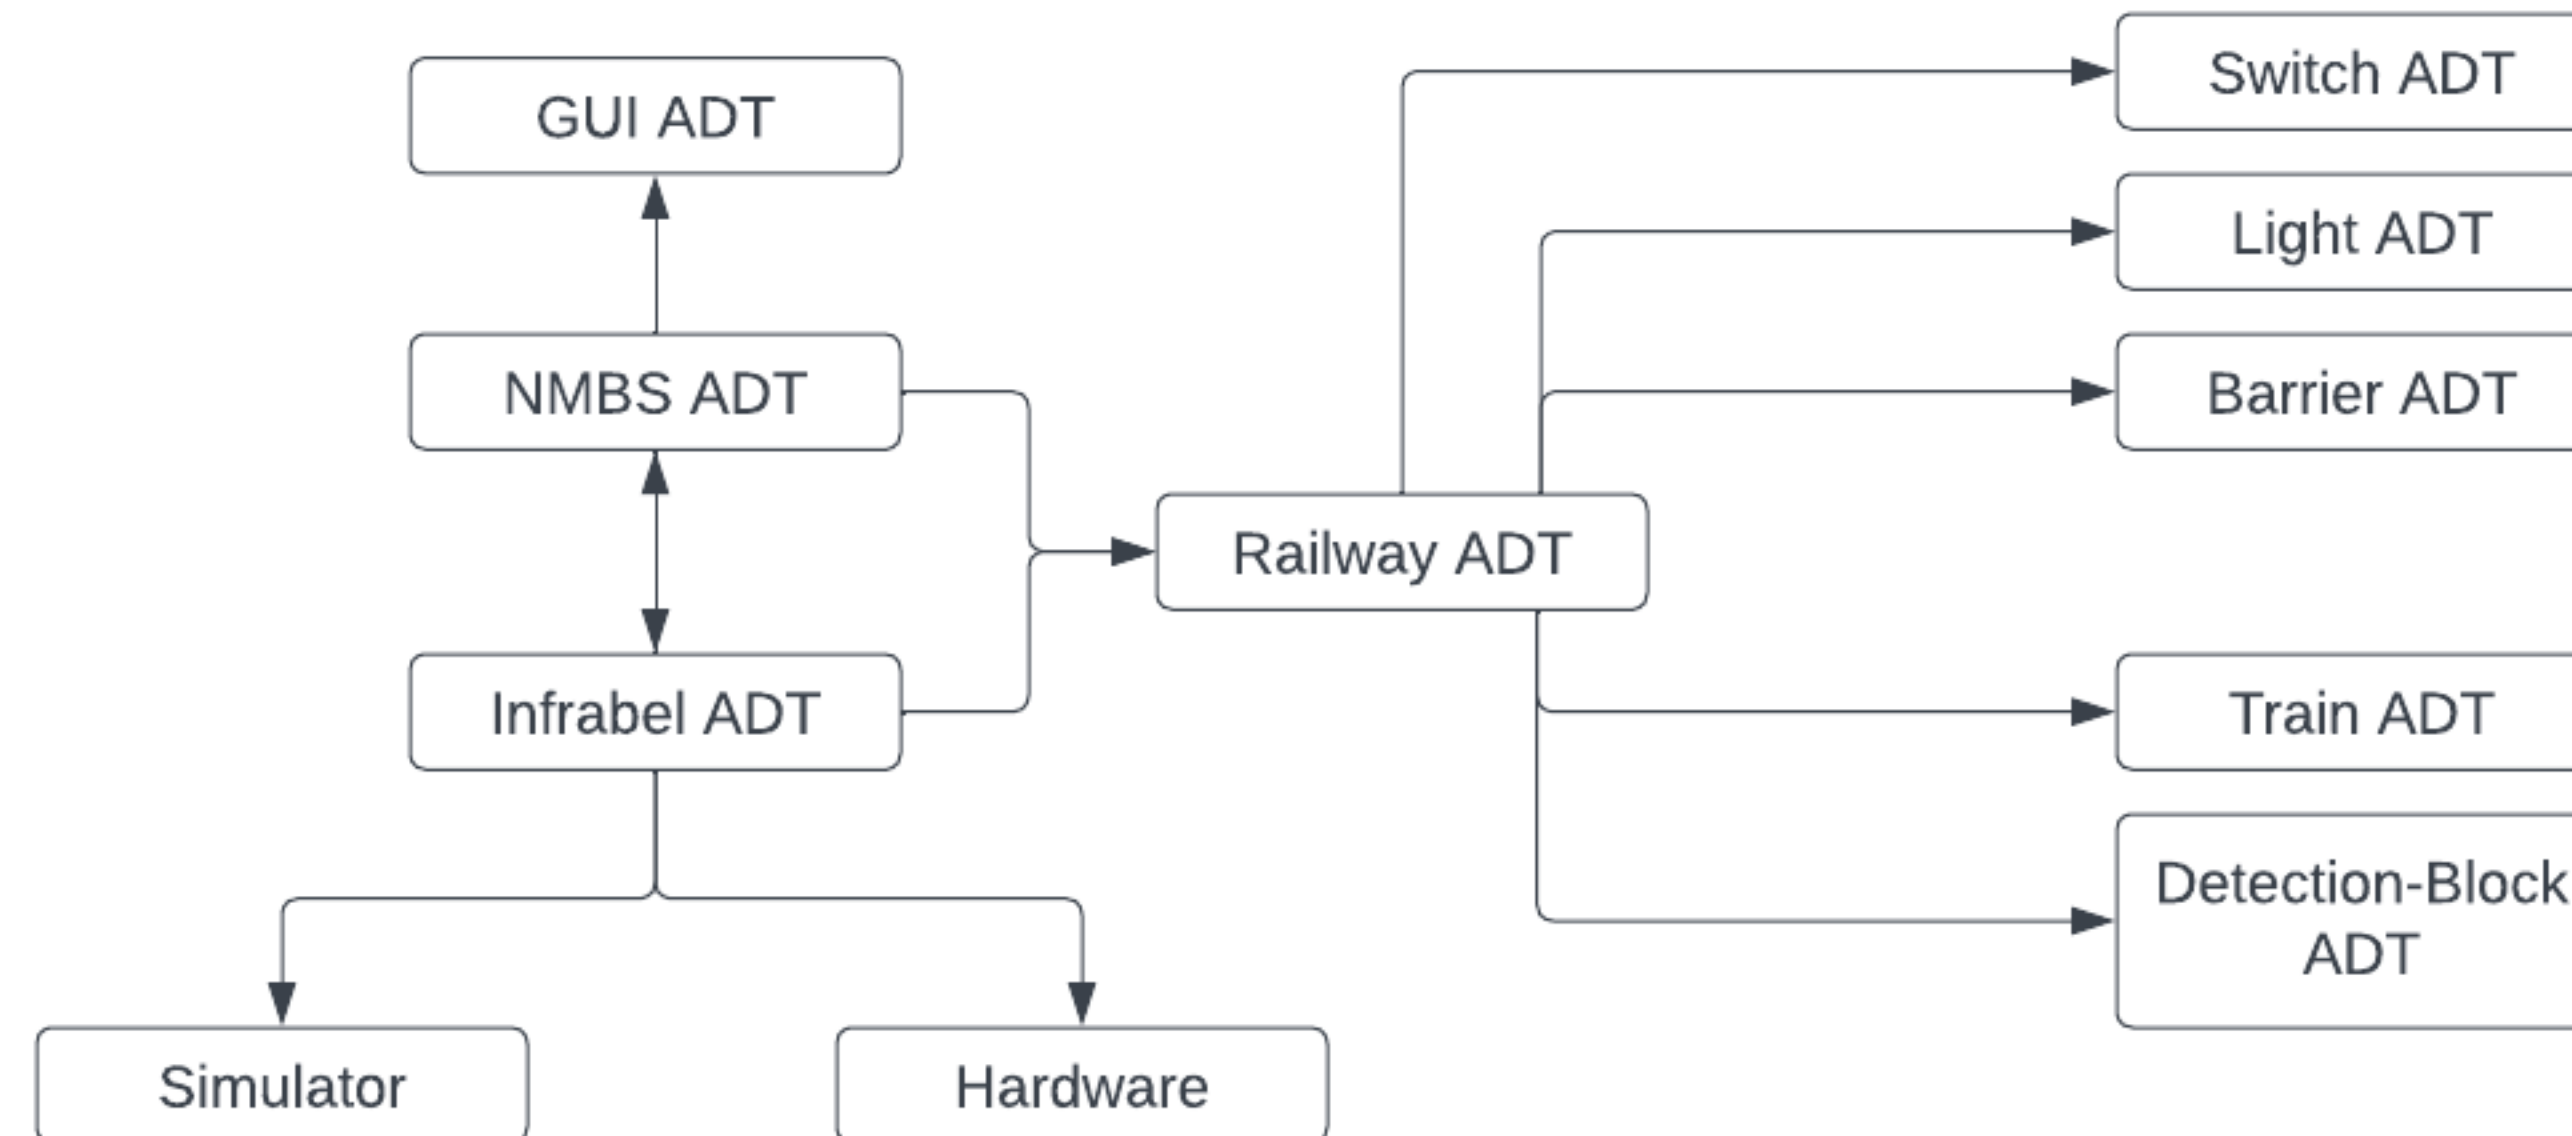 GUI ADT
NMBS ADT
Infrabel ADT
Simulator
Hardware
Railway ADT
Switch ADT
Light ADT
Barrier ADT
Train ADT
Detection-Block
ADT